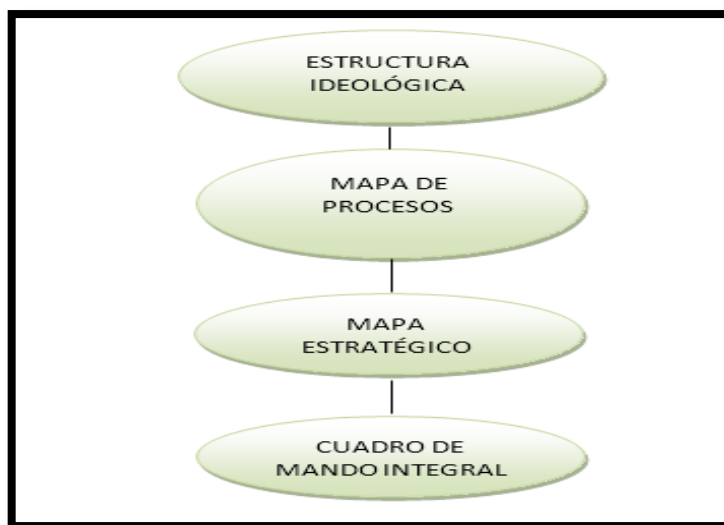 ESTRUCTURA
IDEOLÓGICA
MAPA DE
PROCESOS
MAPA
ESTRATÉGICO
CUADRO DE
MANDO INTEGRAL